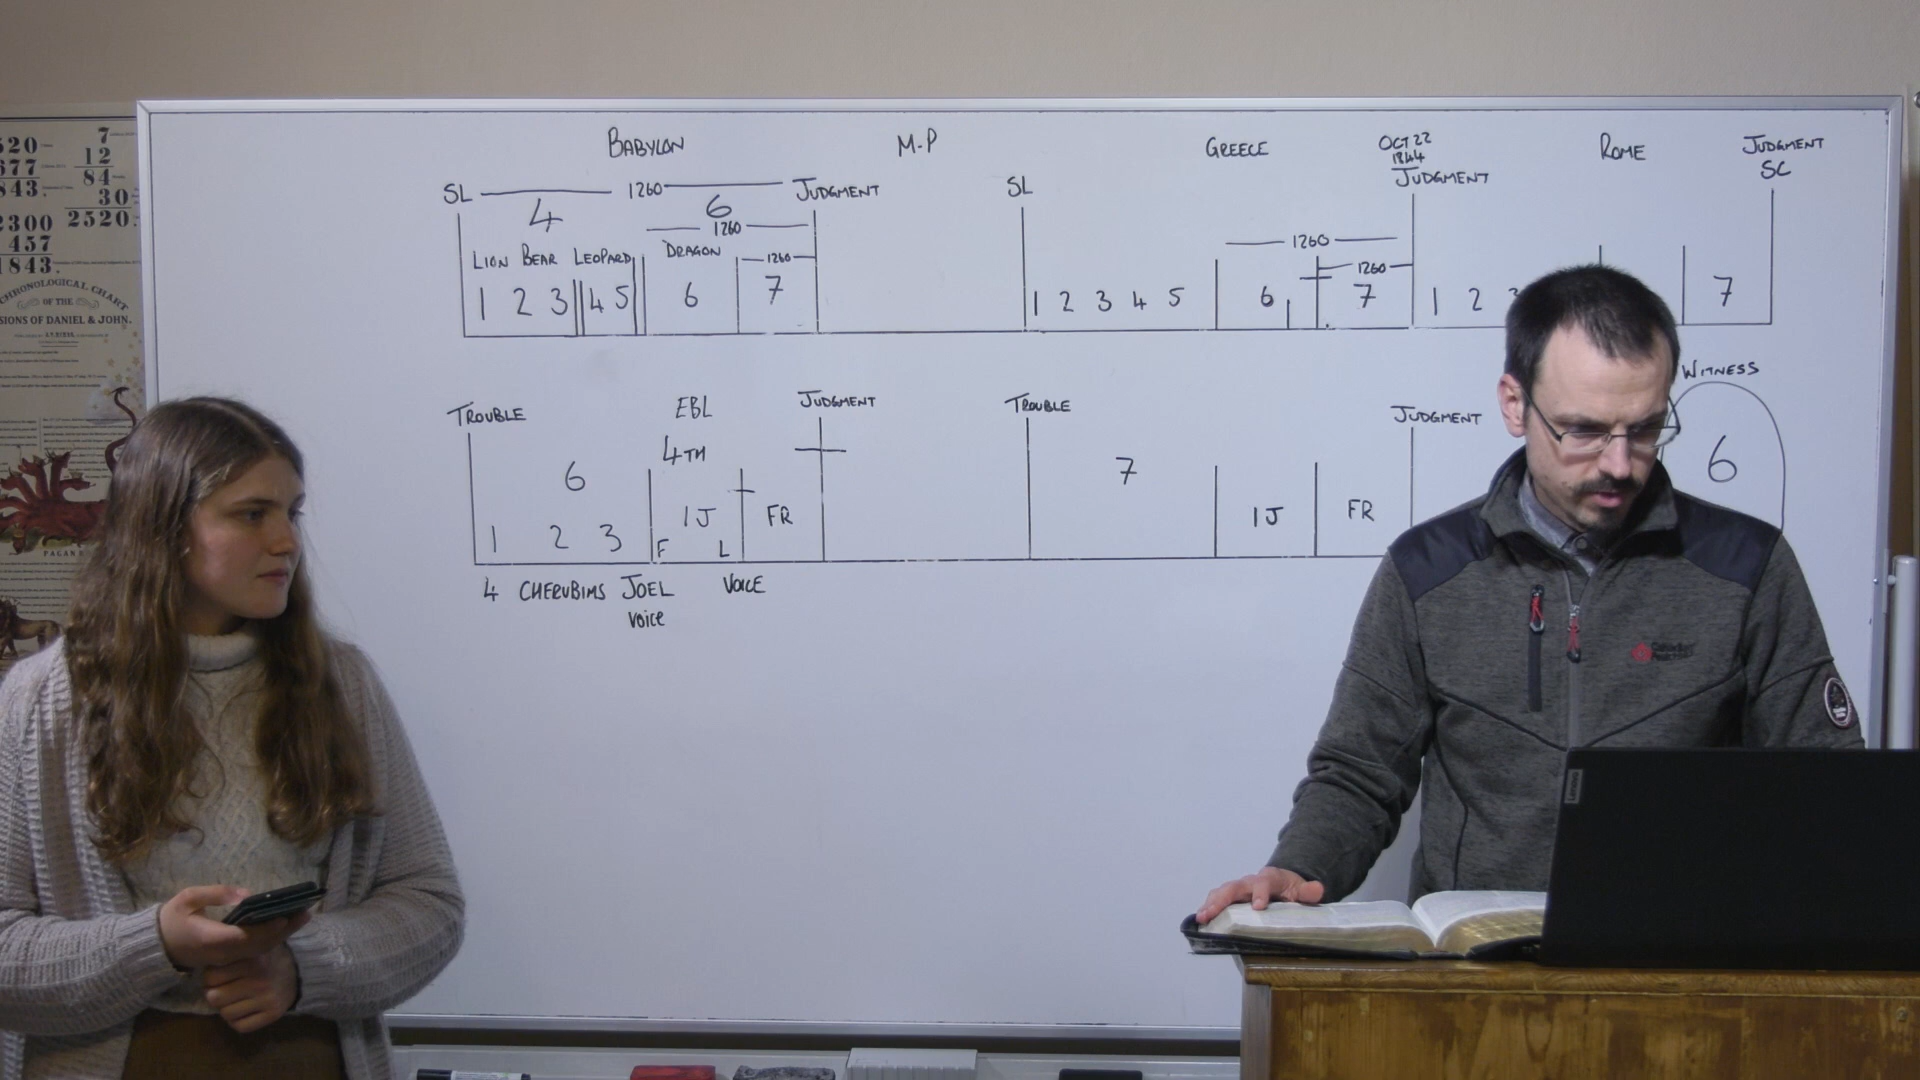 BABYLON M-P GREECE OCT 22 1844 JUDGMENT ROME JUDGMENT SC
SL 1260 JUDGMENT SL
4 6
1260 1260
LION BEAR LEOPARD DRAGON 1260 1260
1 2 3 4 5 6 7 1 2 3 4 5 6 7 1 2 3 7
TROUBLE EBL JUDGMENT TROUBLE JUDGMENT WITNESS
4TH
6 7 6
1 2 3 1J FR 1J FR
F L
4 CHERUBIMS JOEL VOICE
VOICE
7
12
677 84
843. 30
2300 2520
457
1843.
CHRONOLOGICAL CHART
OF THE
VISIONS OF DANIEL & JOHN.
PAGAN
Lenovo